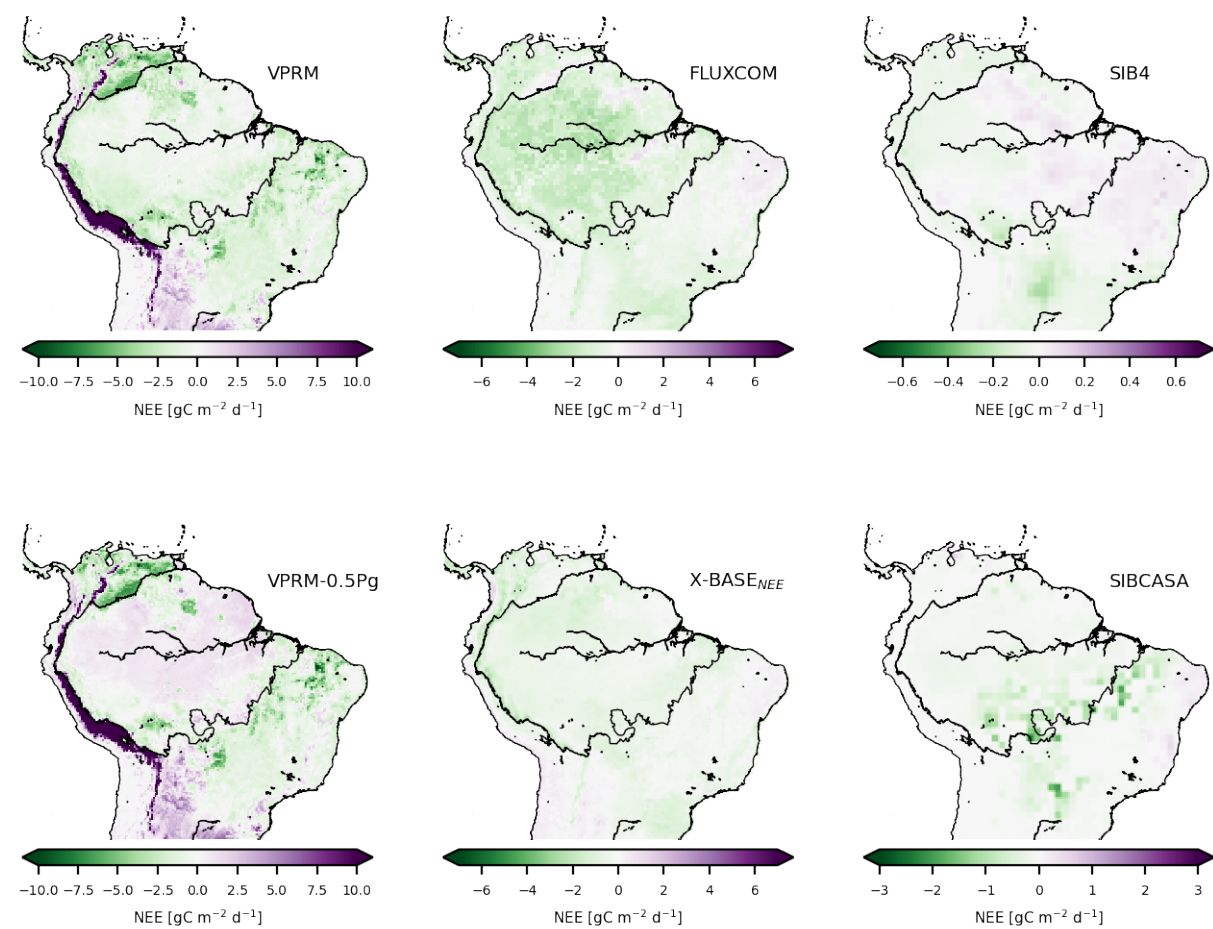 VPRM
FLUXCOM
SIB4
−10.0 −7.5 −5.0 −2.5 0.0 2.5 5.0 7.5 10.0
−6 −4 −2 0 2 4 6
−0.6 −0.4 −0.2 0.0 0.2 0.4 0.6
NEE [gC m⁻² d⁻¹]
NEE [gC m⁻² d⁻¹]
NEE [gC m⁻² d⁻¹]
VPRM-0.5Pg
X-BASE_NEE
SIBCASA
−10.0 −7.5 −5.0 −2.5 0.0 2.5 5.0 7.5 10.0
−6 −4 −2 0 2 4 6
−3 −2 −1 0 1 2 3
NEE [gC m⁻² d⁻¹]
NEE [gC m⁻² d⁻¹]
NEE [gC m⁻² d⁻¹]